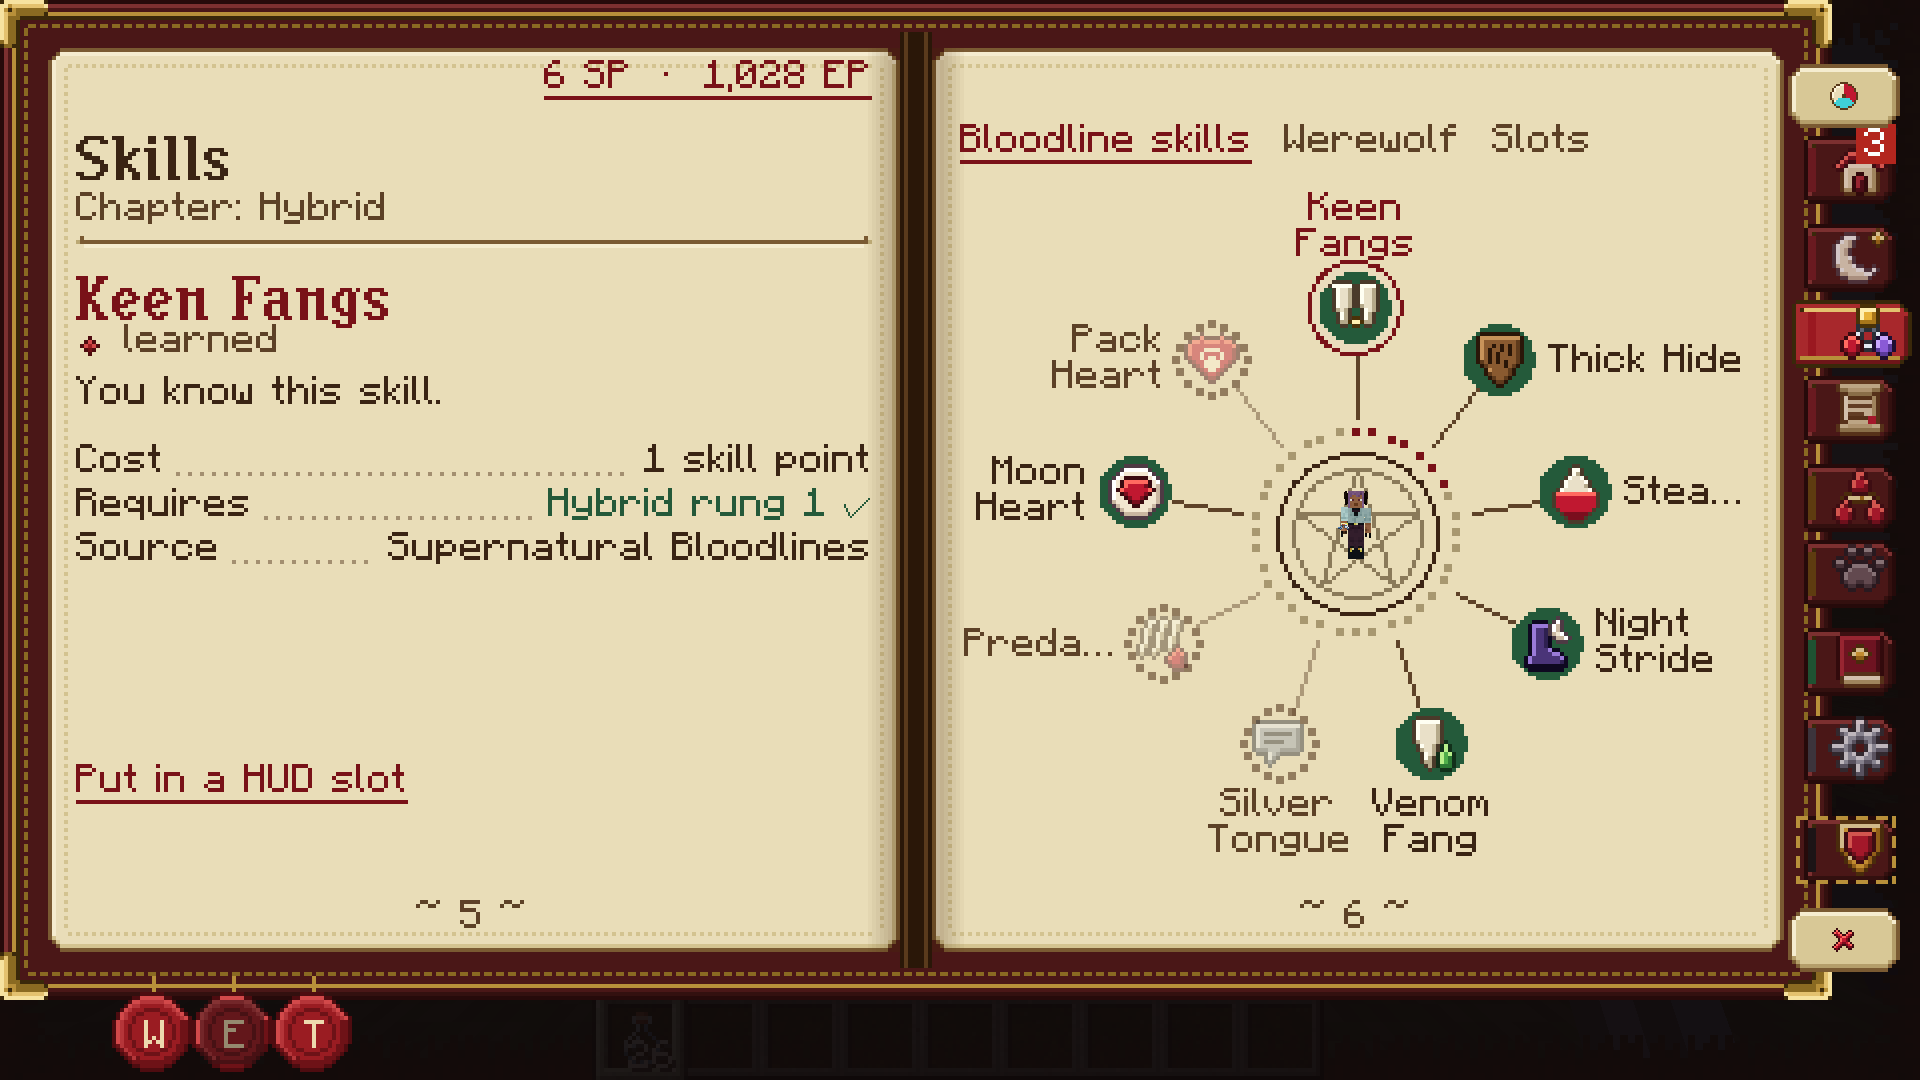 6 SP · 1,028 EP
Skills
Chapter: Hybrid
Keen Fangs
learned
You know this skill.
Cost 1 skill point
Requires Hybrid rung 1 ✓
Source Supernatural Bloodlines
Put in a HUD slot
~ 5 ~
Bloodline skills Werewolf Slots
Keen
Fangs
Pack
Heart
Thick Hide
Moon
Heart
Stea...
Preda...
Night
Stride
Silver
Tongue
Venom
Fang
~ 6 ~
3
W E T
26